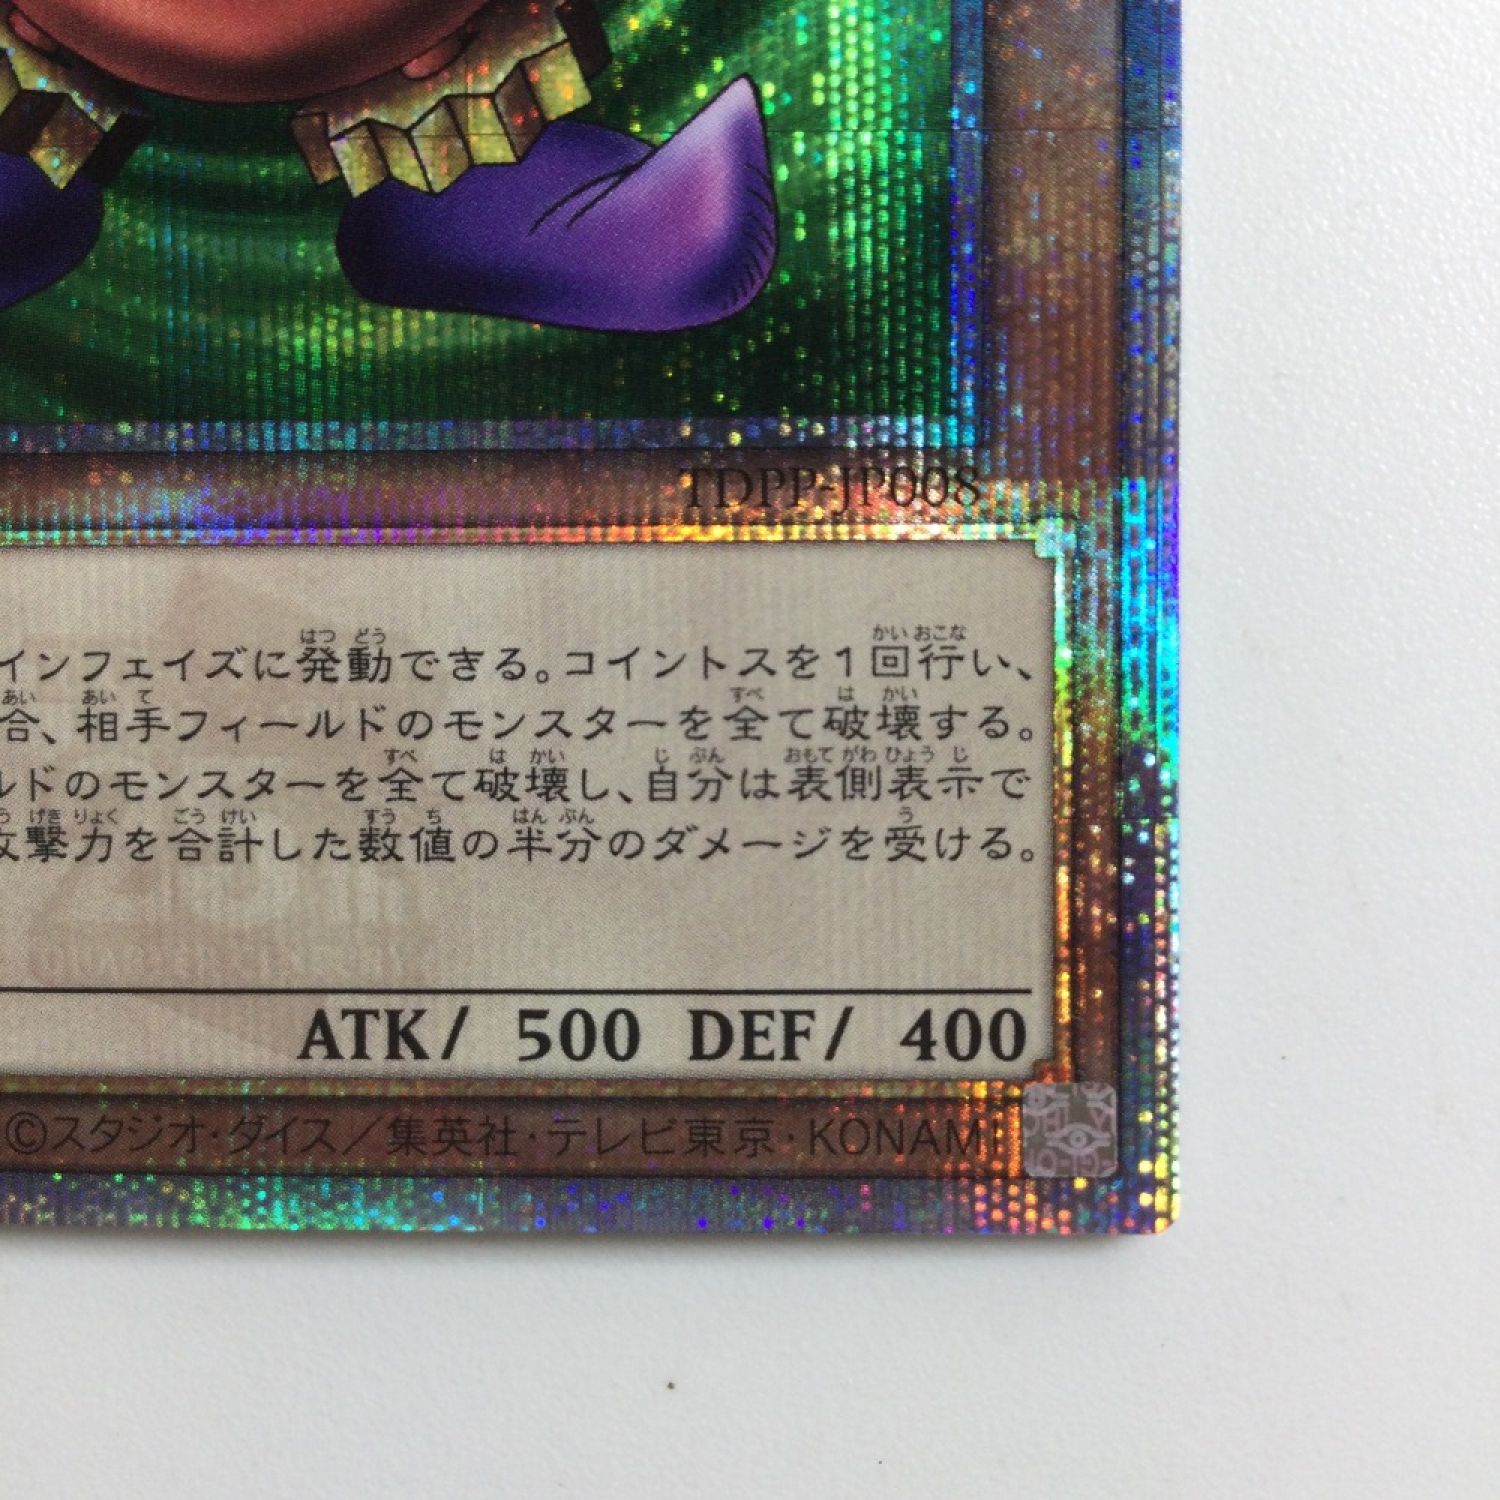 TDPP-JP008
インフェイズに発動できる。コイントスを1回行い、
合、相手フィールドのモンスターを全て破壊する。
ルドのモンスターを全て破壊し、自分は表側表示で
攻撃力を合計した数値の半分のダメージを受ける。
ATK/ 500 DEF/ 400
©スタジオ・ダイス/集英社・テレビ東京・KONAMI